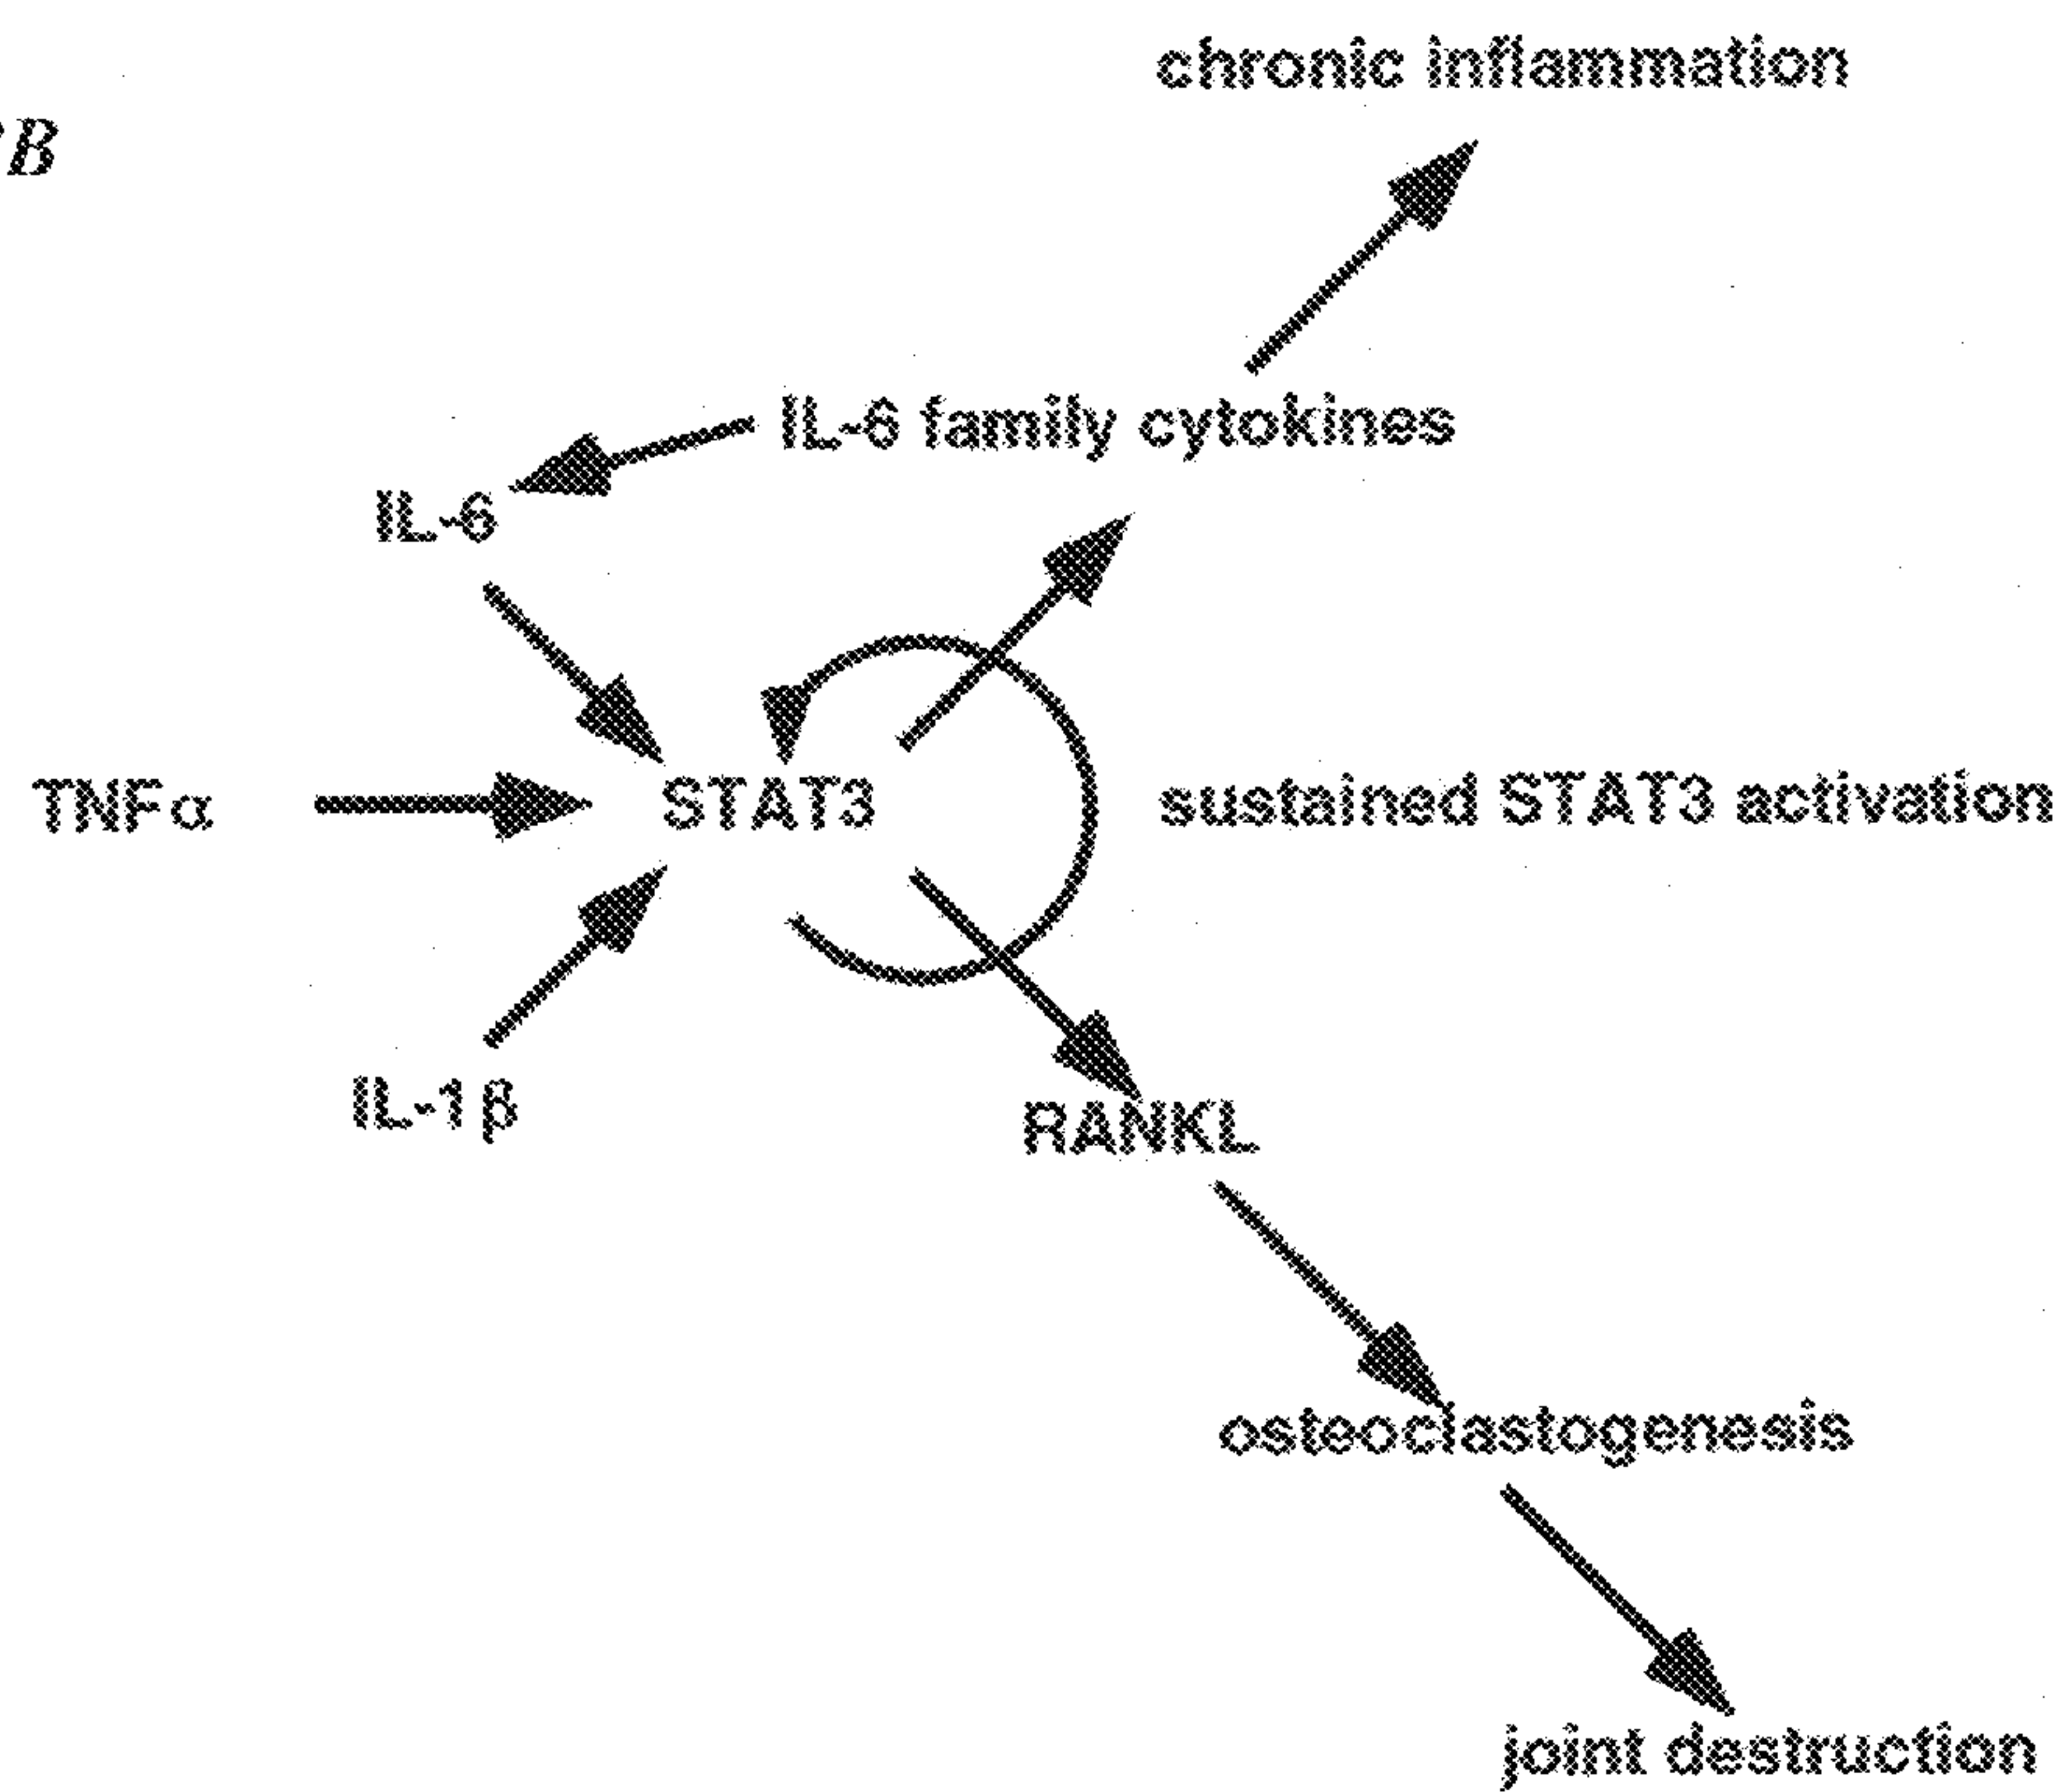 chronic inflammation
B
IL-6 family cytokines
IL-6
TNFα
STAT3
sustained STAT3 activation
IL-1β
RANKL
osteoclastogenesis
joint destruction